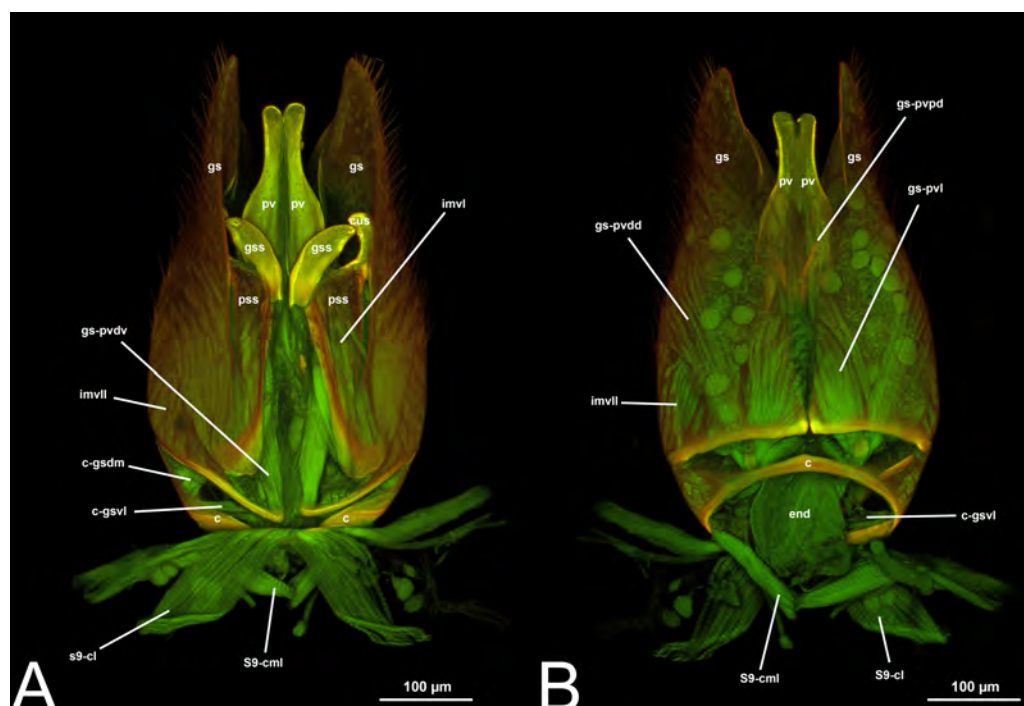 gs
gs
pv
pv
cus
imvl
gss
gss
pss
pss
gs-pvdv
imvll
c-gsdm
c-gsvl
c
c
s9-cl
S9-cml
A
100 µm
gs-pvpd
gs
gs
pv
pv
gs-pvl
gs-pvdd
imvll
c
end
c-gsvl
S9-cml
S9-cl
B
100 µm